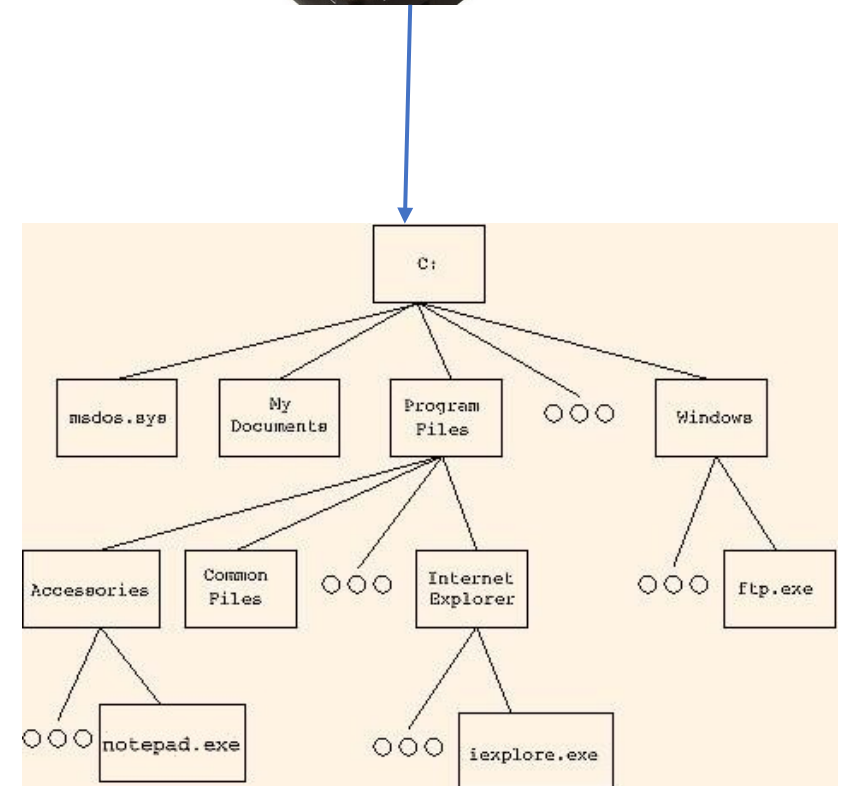 C:
msdos.sys
My
Documents
Program
Files
Windows
Accessories
Common
Files
Internet
Explorer
ftp.exe
notepad.exe
iexplore.exe